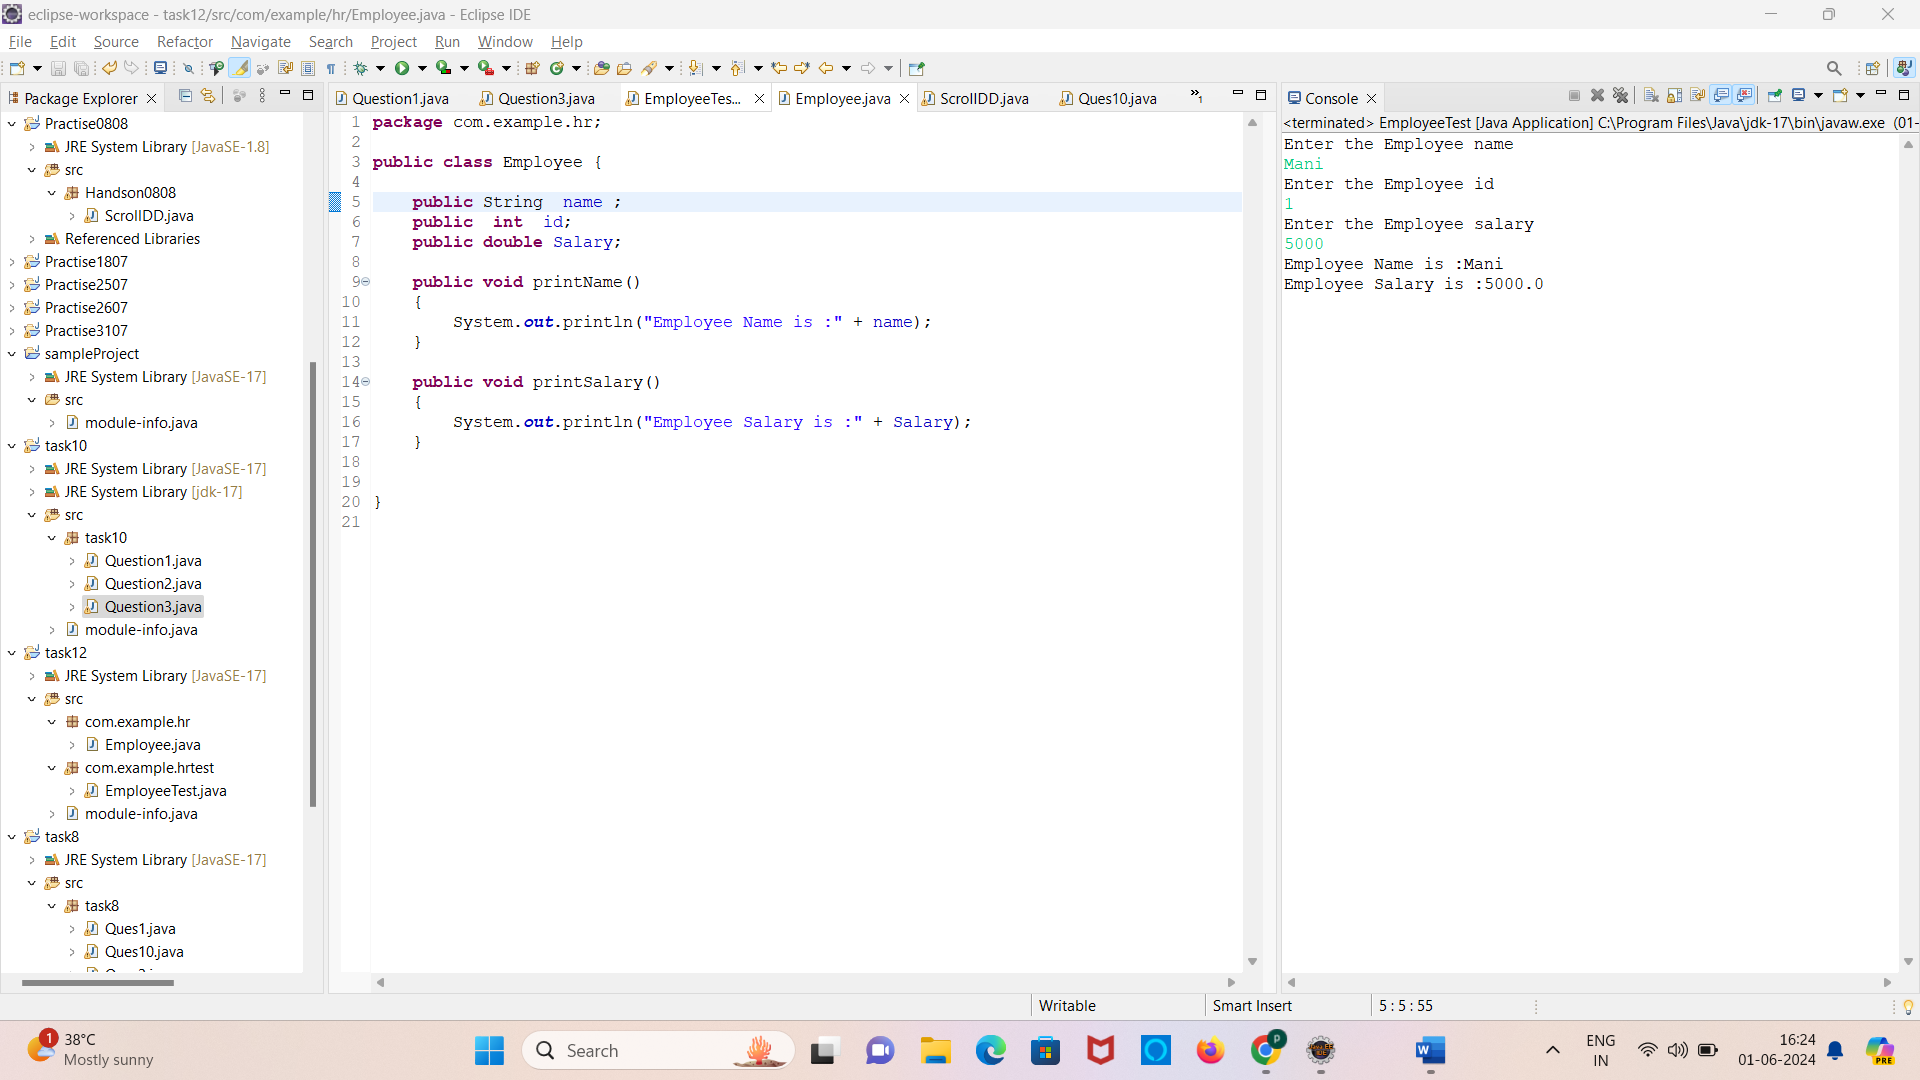 eclipse-workspace - task12/src/com/example/hr/Employee.java - Eclipse IDE
File Edit Source Refactor Navigate Search Project Run Window Help
Package Explorer
Practise0808
JRE System Library [JavaSE-1.8]
src
Handson0808
ScrollDD.java
Referenced Libraries
Practise1807
Practise2507
Practise2607
Practise3107
sampleProject
JRE System Library [JavaSE-17]
src
module-info.java
task10
JRE System Library [JavaSE-17]
JRE System Library [jdk-17]
src
task10
Question1.java
Question2.java
Question3.java
module-info.java
task12
JRE System Library [JavaSE-17]
src
com.example.hr
Employee.java
com.example.hrtest
EmployeeTest.java
module-info.java
task8
JRE System Library [JavaSE-17]
src
task8
Ques1.java
Ques10.java
Question1.java Question3.java EmployeeTes... Employee.java ScrollDD.java Ques10.java »1
1 package com.example.hr;
2
3 public class Employee {
4
5 public String name ;
6 public int id;
7 public double Salary;
8
9 public void printName()
10 {
11 System.out.println("Employee Name is :" + name);
12 }
13
14 public void printSalary()
15 {
16 System.out.println("Employee Salary is :" + Salary);
17 }
18
19
20 }
21
Console
<terminated> EmployeeTest [Java Application] C:\Program Files\Java\jdk-17\bin\javaw.exe (01-
Enter the Employee name
Mani
Enter the Employee id
1
Enter the Employee salary
5000
Employee Name is :Mani
Employee Salary is :5000.0
Writable Smart Insert 5 : 5 : 55
1
38°C
Mostly sunny
Search
P
ENG
IN
16:24
01-06-2024
PRE